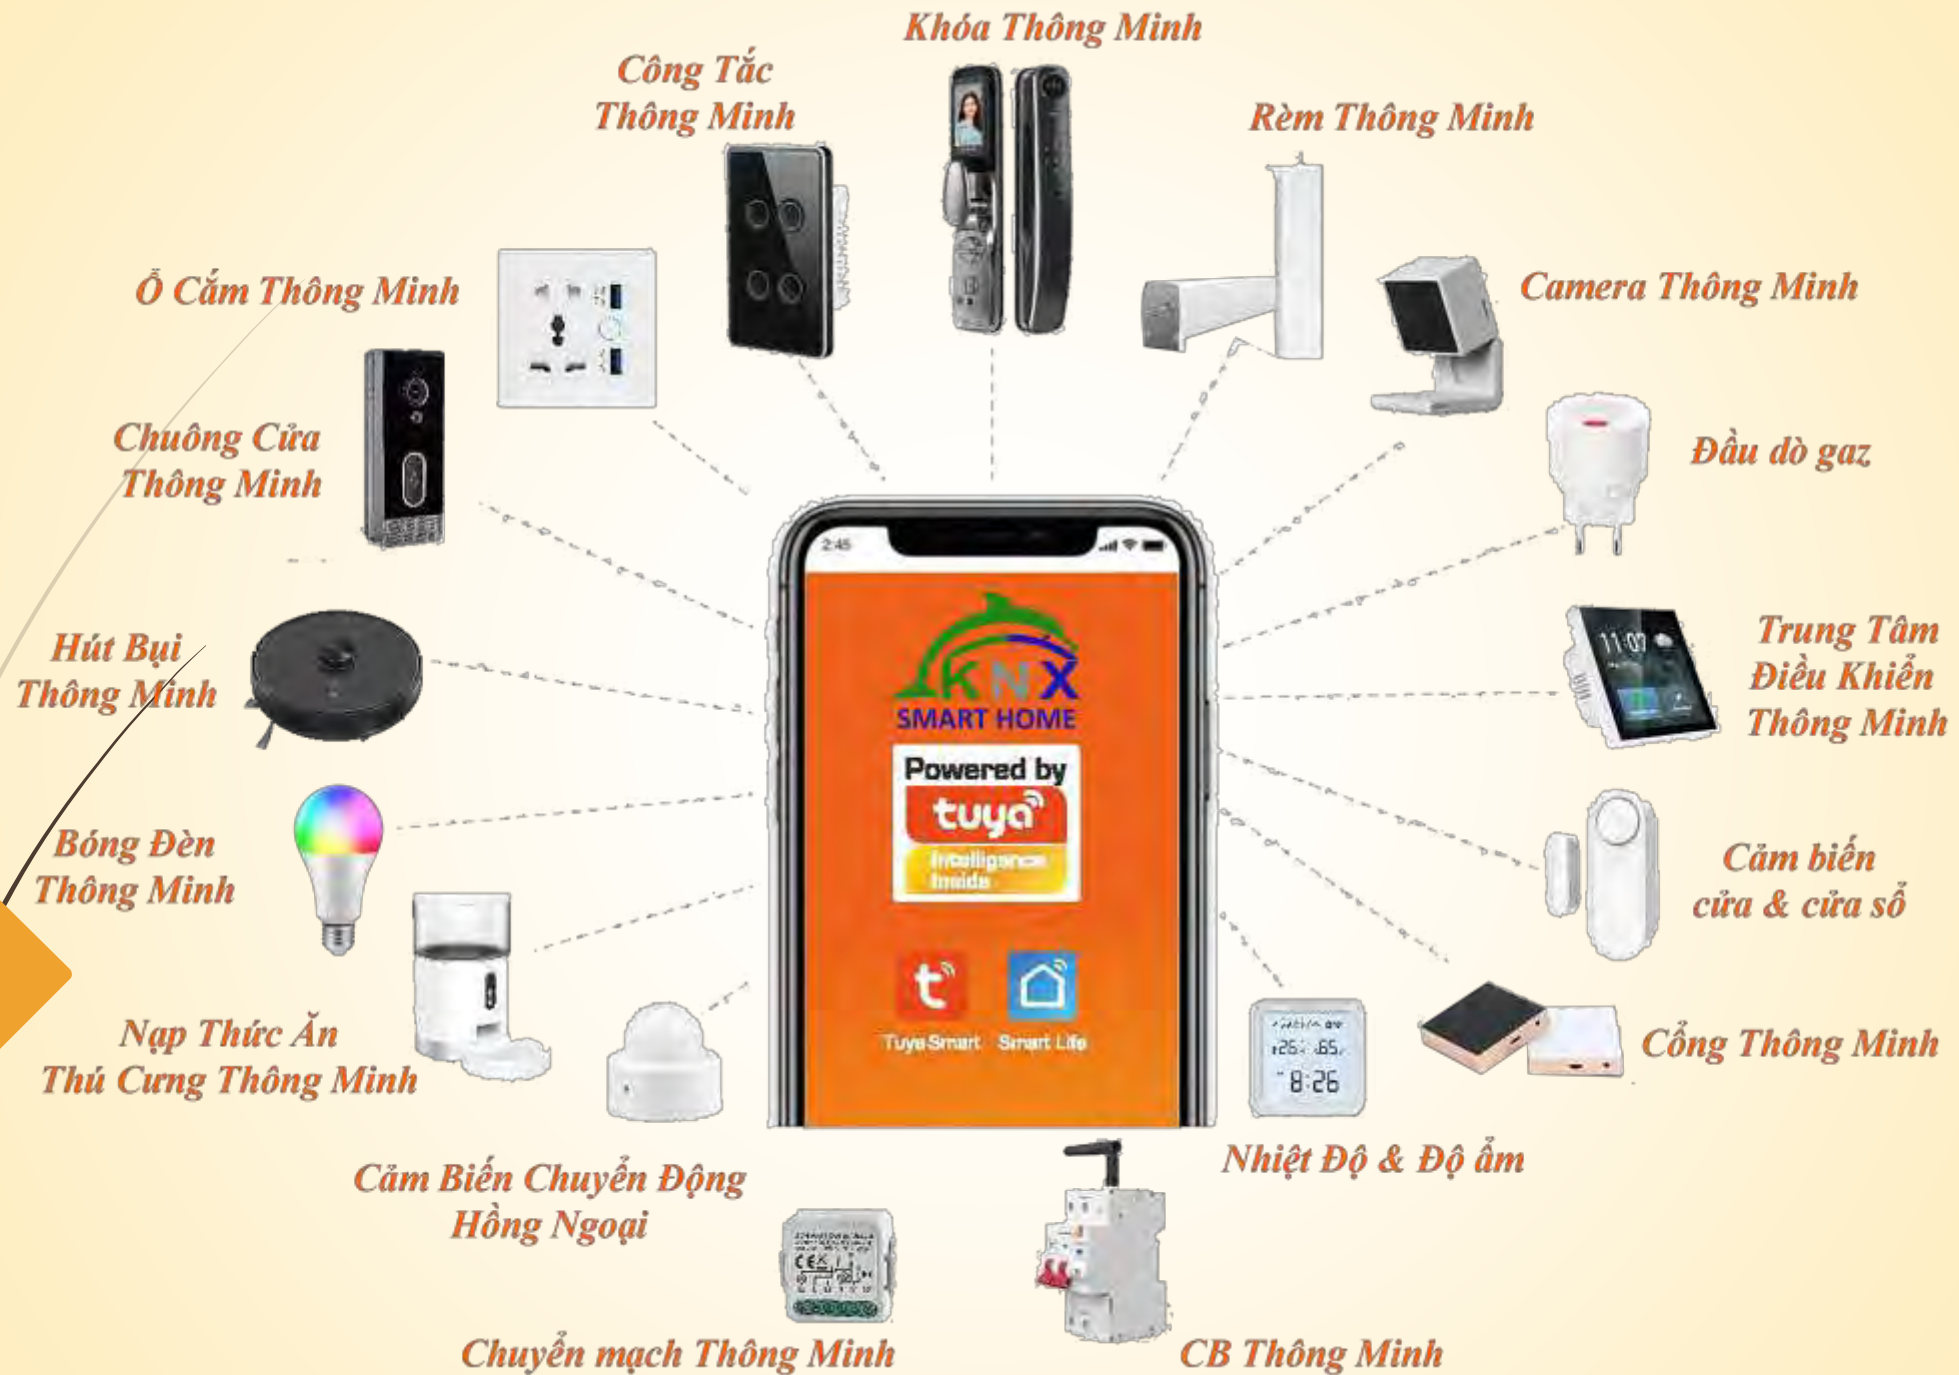 Khóa Thông Minh
Công Tắc
Thông Minh
Rèm Thông Minh
Ổ Cắm Thông Minh
Camera Thông Minh
Chuông Cửa
Thông Minh
Đầu dò gaz
2:45
KNX
SMART HOME
Powered by
tuya
Intelligence
Inside
Tuya Smart
Smart Life
Hút Bụi
Thông Minh
11:07
Trung Tâm
Điều Khiển
Thông Minh
Bóng Đèn
Thông Minh
Cảm biến
cửa & cửa sổ
Nạp Thức Ăn
Thú Cưng Thông Minh
Cổng Thông Minh
8:26
Nhiệt Độ & Độ ẩm
Cảm Biến Chuyển Động
Hồng Ngoại
CE
Chuyển mạch Thông Minh
CB Thông Minh